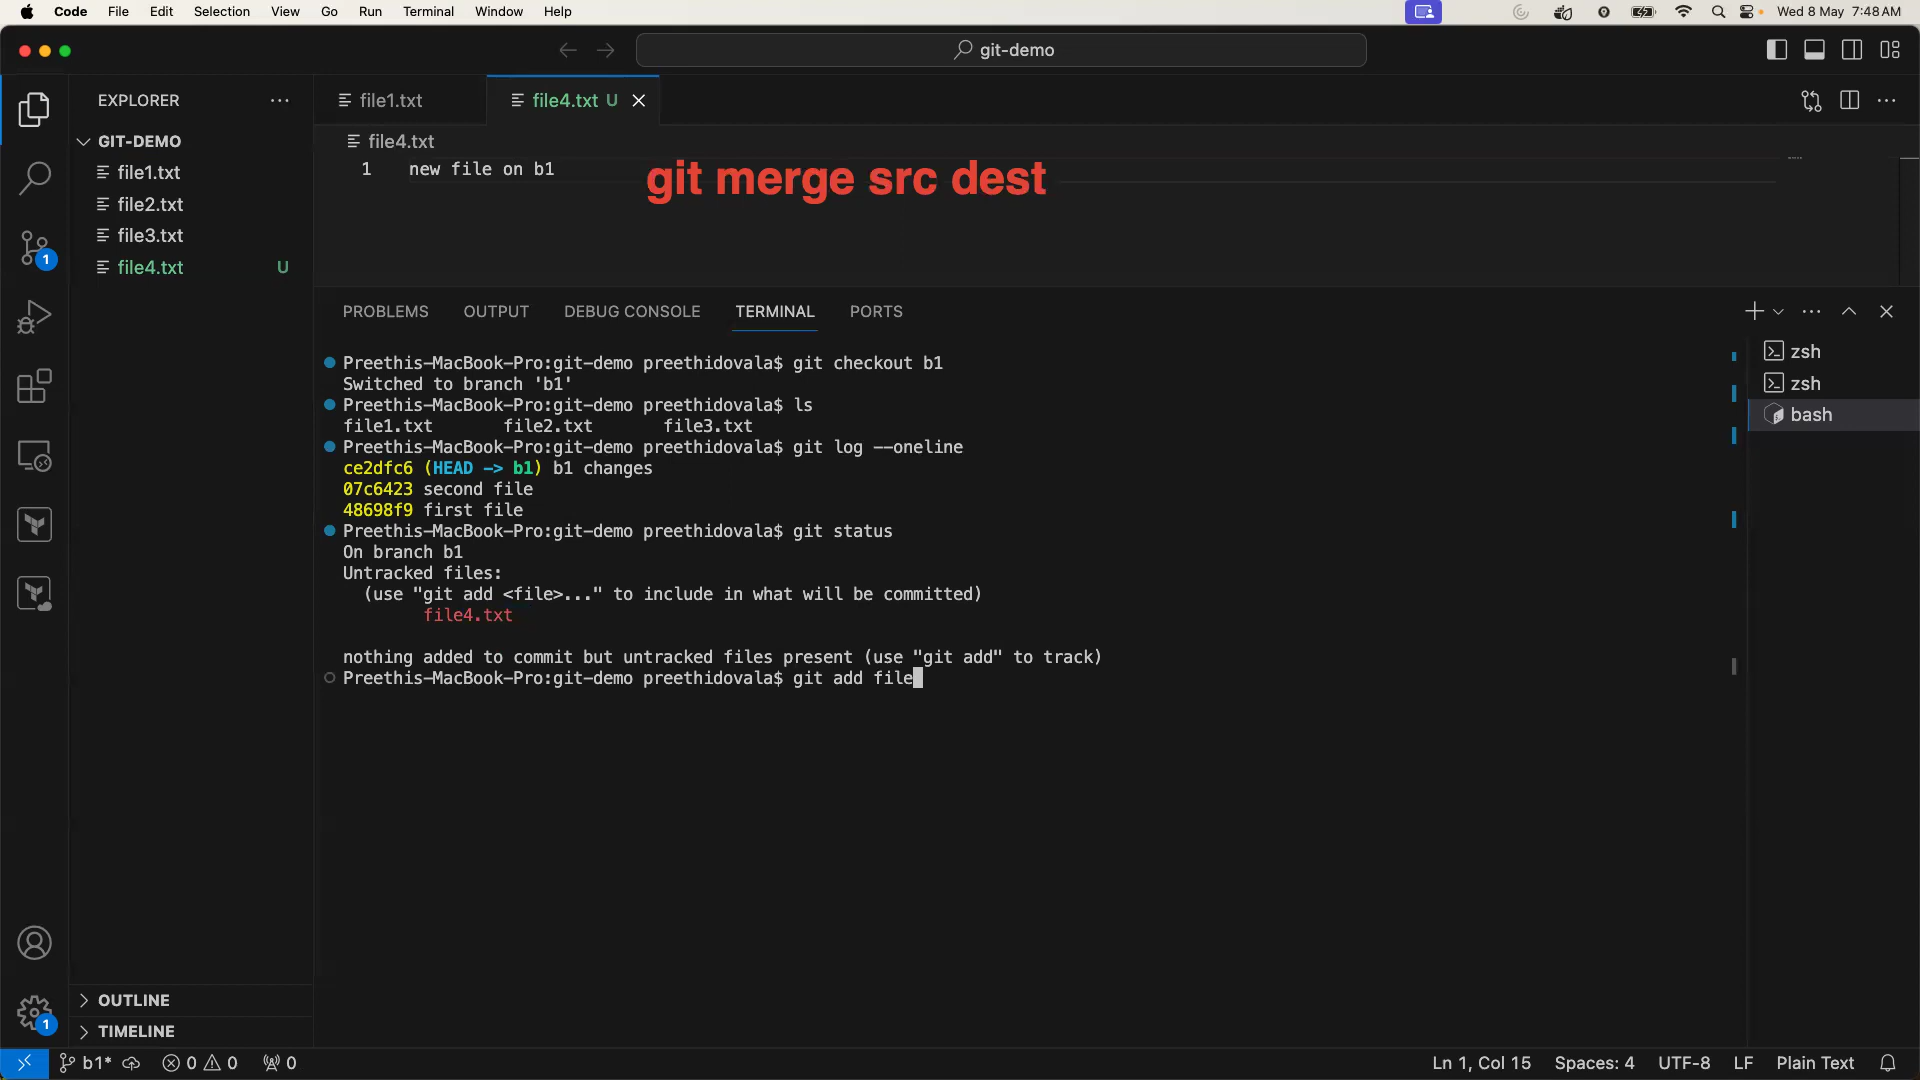 Code File Edit Selection View Go Run Terminal Window Help Wed 8 May 7:48 AM
git-demo
EXPLORER
file1.txt
file4.txt U
GIT-DEMO
file1.txt
file2.txt
file3.txt
file4.txt U
file4.txt
1 new file on b1
git merge src dest
PROBLEMS OUTPUT DEBUG CONSOLE TERMINAL PORTS
Preethis-MacBook-Pro:git-demo preethidovala$ git checkout b1
Switched to branch 'b1'
Preethis-MacBook-Pro:git-demo preethidovala$ ls
file1.txt file2.txt file3.txt
Preethis-MacBook-Pro:git-demo preethidovala$ git log --oneline
ce2dfc6 (HEAD -> b1) b1 changes
07c6423 second file
48698f9 first file
Preethis-MacBook-Pro:git-demo preethidovala$ git status
On branch b1
Untracked files:
(use "git add <file>..." to include in what will be committed)
file4.txt
nothing added to commit but untracked files present (use "git add" to track)
Preethis-MacBook-Pro:git-demo preethidovala$ git add file
zsh
zsh
bash
1
1
OUTLINE
TIMELINE
b1* 0 0 0 Ln 1, Col 15 Spaces: 4 UTF-8 LF Plain Text